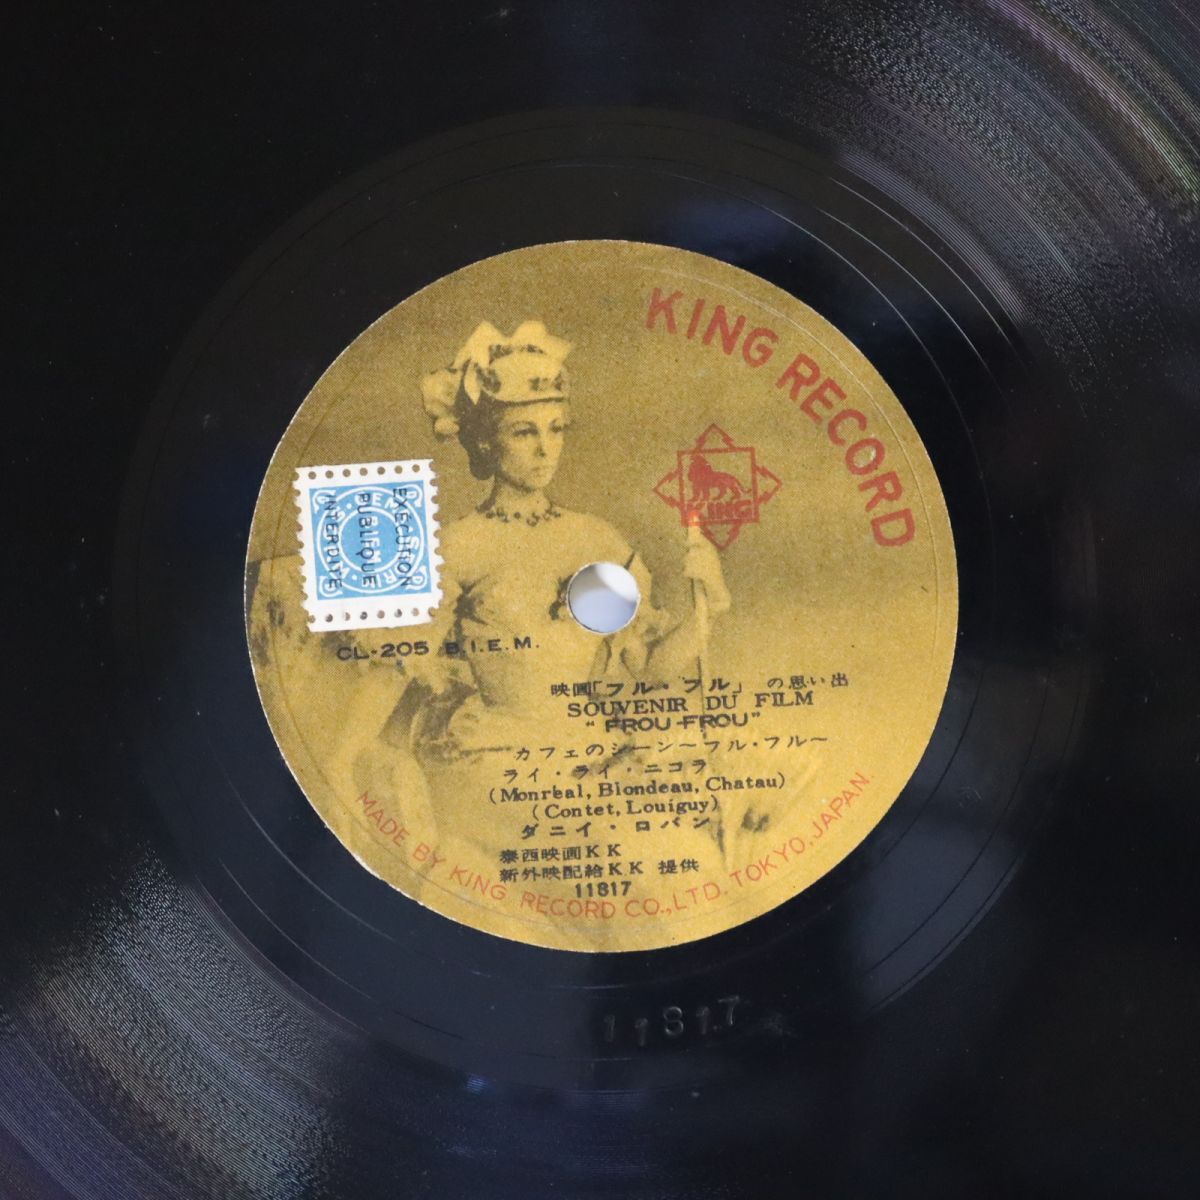 KING RECORD
KING
EXÉCUTION
PUBLIQUE
INTERDITE
CL-205 B.I.E.M.
映画「フル・フル」の思い出
SOUVENIR DU FILM
"FROU-FROU"
カフェのシーン〜フル・フル〜
ライ・ライ・ニコラ
(Monreal, Blondeau, Chatau)
(Contet, Louiguy)
ダニイ・ロバン
泰西映画KK
新外映配給KK 提供
11817
MADE BY KING RECORD CO., LTD. TOKYO, JAPAN.
11817